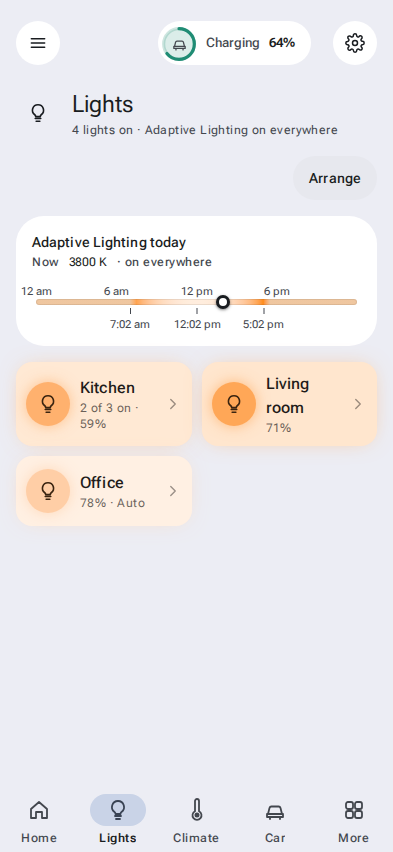 Charging 64%
Lights
4 lights on · Adaptive Lighting on everywhere
Arrange
Adaptive Lighting today
Now 3800 K · on everywhere
12 am 6 am 12 pm 6 pm
7:02 am 12:02 pm 5:02 pm
Kitchen
2 of 3 on ·
59%
Living
room
71%
Office
78% · Auto
Home Lights Climate Car More